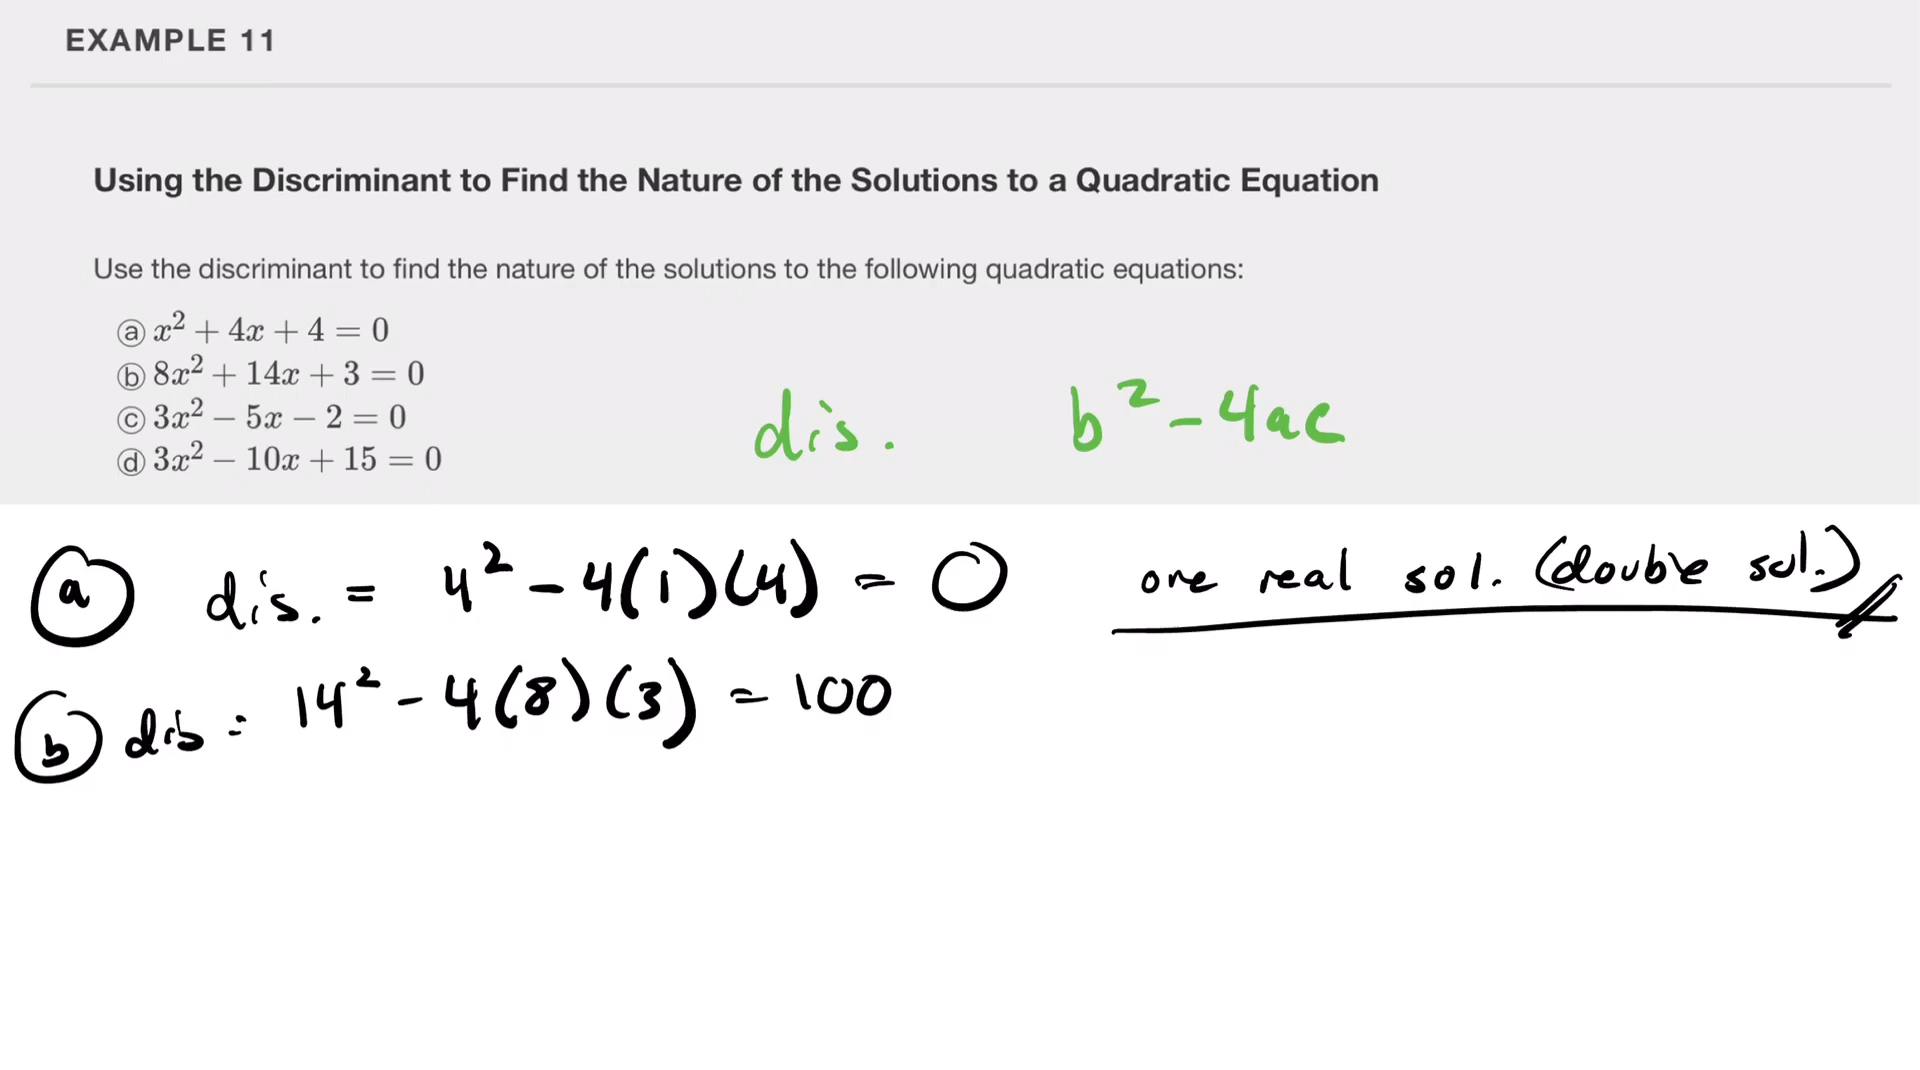 EXAMPLE 11
Using the Discriminant to Find the Nature of the Solutions to a Quadratic Equation
Use the discriminant to find the nature of the solutions to the following quadratic equations:
ⓐ x² + 4x + 4 = 0
ⓑ 8x² + 14x + 3 = 0
ⓒ 3x² − 5x − 2 = 0
ⓓ 3x² − 10x + 15 = 0
dis. b² − 4ac
ⓐ dis. = 4² − 4(1)(4) = 0 one real sol. (double sol.)
ⓑ dis = 14² − 4(8)(3) = 100